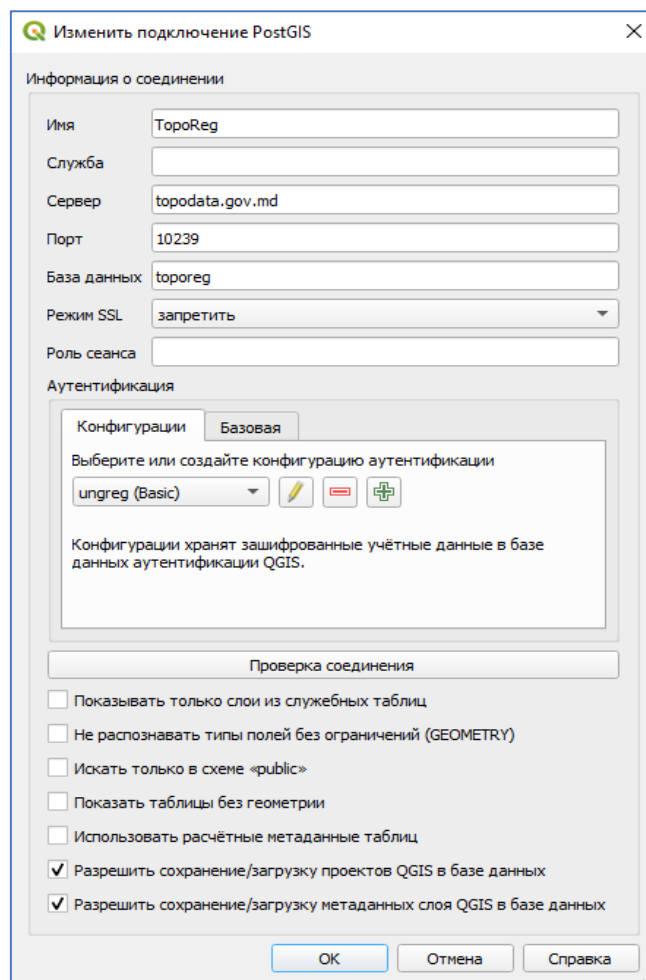 Изменить подключение PostGIS
Информация о соединении
Имя TopoReg
Служба
Сервер topodata.gov.md
Порт 10239
База данных toporeg
Режим SSL запретить
Роль сеанса
Аутентификация
Конфигурации Базовая
Выберите или создайте конфигурацию аутентификации
ungreg (Basic)
Конфигурации хранят зашифрованные учётные данные в базе
данных аутентификации QGIS.
Проверка соединения
Показывать только слои из служебных таблиц
Не распознавать типы полей без ограничений (GEOMETRY)
Искать только в схеме «public»
Показать таблицы без геометрии
Использовать расчётные метаданные таблиц
Разрешить сохранение/загрузку проектов QGIS в базе данных
Разрешить сохранение/загрузку метаданных слоя QGIS в базе данных
OK Отмена Справка